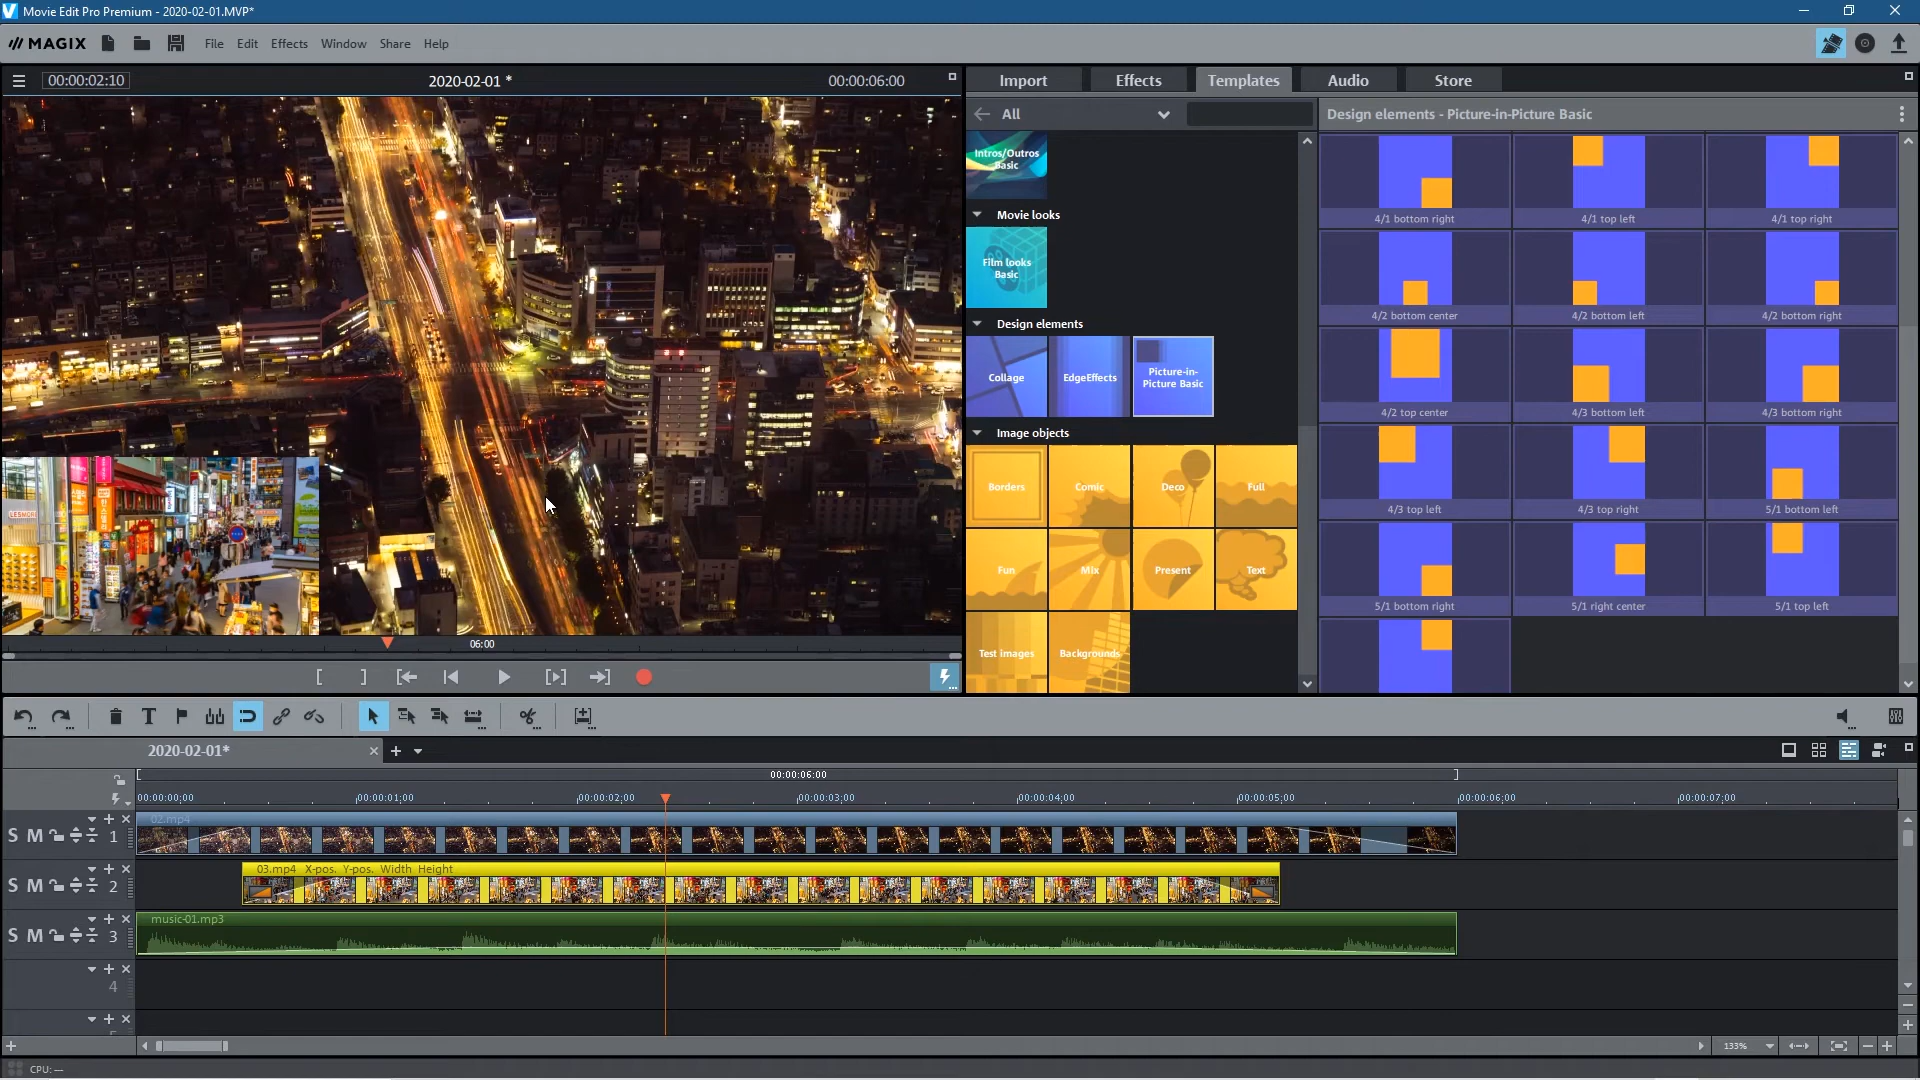 Movie Edit Pro Premium - 2020-02-01.MVP*
MAGIX File Edit Effects Window Share Help
00:00:02:10 2020-02-01 * 00:00:06:00
Import Effects Templates Audio Store
All
Design elements - Picture-in-Picture Basic
Intros/Outros
Basic
Movie looks
Film looks
Basic
Design elements
Collage EdgeEffects Picture-in-
Picture Basic
Image objects
Borders Comic Deco Full
Fun Mix Present Text
Test images Backgrounds
4/1 bottom right 4/1 top left 4/1 top right
4/2 bottom center 4/2 bottom left 4/2 bottom right
4/2 top center 4/3 bottom left 4/3 bottom right
4/3 top left 4/3 top right 5/1 bottom left
5/1 bottom right 5/1 right center 5/1 top left
LESMORE
06:00
2020-02-01*
00:00:06:00
00:00:00;00 00:00:01;00 00:00:02;00 00:00:03;00 00:00:04;00 00:00:05;00 00:00:06;00 00:00:07;00
02.mp4
S M 1
03.mp4 X-pos. Y-pos. Width Height
S M 2
music-01.mp3
S M 3
4
133%
CPU: —